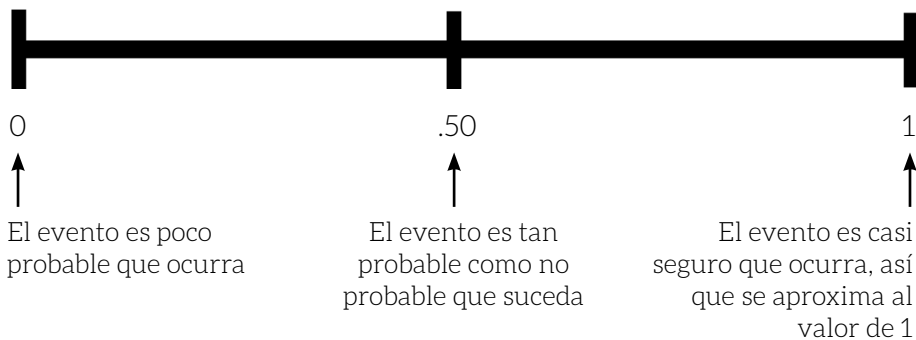 0
.50
1
El evento es poco
probable que ocurra
El evento es tan
probable como no
probable que suceda
El evento es casi
seguro que ocurra, así
que se aproxima al
valor de 1